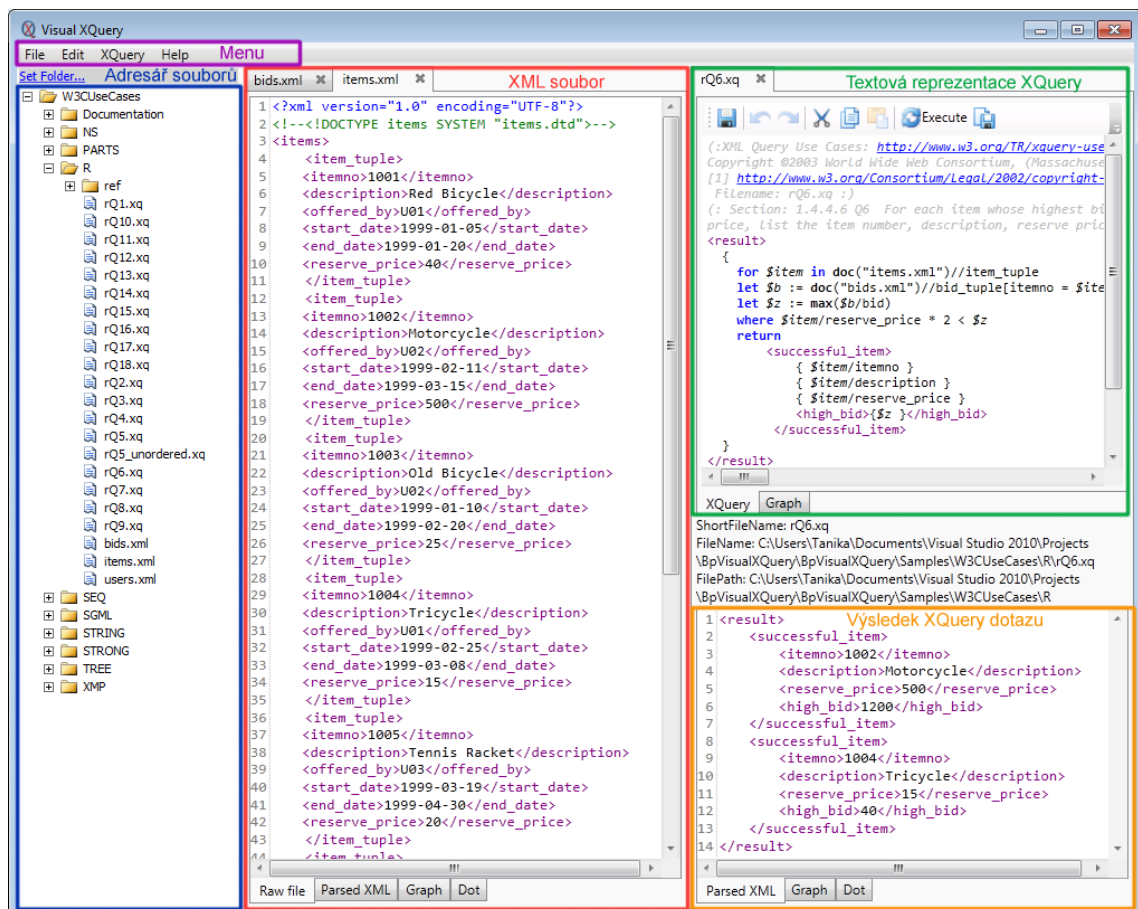 Visual XQuery
File Edit XQuery Help Menu
Set Folder... Adresář souborů
W3CUseCases
Documentation
NS
PARTS
R
ref
rQ1.xq
rQ10.xq
rQ11.xq
rQ12.xq
rQ13.xq
rQ14.xq
rQ15.xq
rQ16.xq
rQ17.xq
rQ18.xq
rQ2.xq
rQ3.xq
rQ4.xq
rQ5.xq
rQ5_unordered.xq
rQ6.xq
rQ7.xq
rQ8.xq
rQ9.xq
bids.xml
items.xml
users.xml
SEQ
SGML
STRING
STRONG
TREE
XMP
bids.xml items.xml XML soubor
1 <?xml version="1.0" encoding="UTF-8"?>
2 <!--<!DOCTYPE items SYSTEM "items.dtd">-->
3 <items>
4 <item_tuple>
5 <itemno>1001</itemno>
6 <description>Red Bicycle</description>
7 <offered_by>U01</offered_by>
8 <start_date>1999-01-05</start_date>
9 <end_date>1999-01-20</end_date>
10 <reserve_price>40</reserve_price>
11 </item_tuple>
12 <item_tuple>
13 <itemno>1002</itemno>
14 <description>Motorcycle</description>
15 <offered_by>U02</offered_by>
16 <start_date>1999-02-11</start_date>
17 <end_date>1999-03-15</end_date>
18 <reserve_price>500</reserve_price>
19 </item_tuple>
20 <item_tuple>
21 <itemno>1003</itemno>
22 <description>Old Bicycle</description>
23 <offered_by>U02</offered_by>
24 <start_date>1999-01-10</start_date>
25 <end_date>1999-02-20</end_date>
26 <reserve_price>25</reserve_price>
27 </item_tuple>
28 <item_tuple>
29 <itemno>1004</itemno>
30 <description>Tricycle</description>
31 <offered_by>U01</offered_by>
32 <start_date>1999-02-25</start_date>
33 <end_date>1999-03-08</end_date>
34 <reserve_price>15</reserve_price>
35 </item_tuple>
36 <item_tuple>
37 <itemno>1005</itemno>
38 <description>Tennis Racket</description>
39 <offered_by>U03</offered_by>
40 <start_date>1999-03-19</start_date>
41 <end_date>1999-04-30</end_date>
42 <reserve_price>20</reserve_price>
43 </item_tuple>
44 <item_tuple>
Raw file Parsed XML Graph Dot
rQ6.xq Textová reprezentace XQuery
Execute
(:XML Query Use Cases: http://www.w3.org/TR/xquery-use
Copyright ©2003 World Wide Web Consortium, (Massachuse
[1] http://www.w3.org/Consortium/Legal/2002/copyright-
Filename: rQ6.xq :)
(: Section: 1.4.4.6 Q6 For each item whose highest bi
price, list the item number, description, reserve pric
<result>
{
for $item in doc("items.xml")//item_tuple
let $b := doc("bids.xml")//bid_tuple[itemno = $ite
let $z := max($b/bid)
where $item/reserve_price * 2 < $z
return
<successful_item>
{ $item/itemno }
{ $item/description }
{ $item/reserve_price }
<high_bid>{$z }</high_bid>
</successful_item>
}
</result>
XQuery Graph
ShortFileName: rQ6.xq
FileName: C:\Users\Tanika\Documents\Visual Studio 2010\Projects
\BpVisualXQuery\BpVisualXQuery\Samples\W3CUseCases\R\rQ6.xq
FilePath: C:\Users\Tanika\Documents\Visual Studio 2010\Projects
\BpVisualXQuery\BpVisualXQuery\Samples\W3CUseCases\R
Výsledek XQuery dotazu
1 <result>
2 <successful_item>
3 <itemno>1002</itemno>
4 <description>Motorcycle</description>
5 <reserve_price>500</reserve_price>
6 <high_bid>1200</high_bid>
7 </successful_item>
8 <successful_item>
9 <itemno>1004</itemno>
10 <description>Tricycle</description>
11 <reserve_price>15</reserve_price>
12 <high_bid>40</high_bid>
13 </successful_item>
14 </result>
Parsed XML Graph Dot